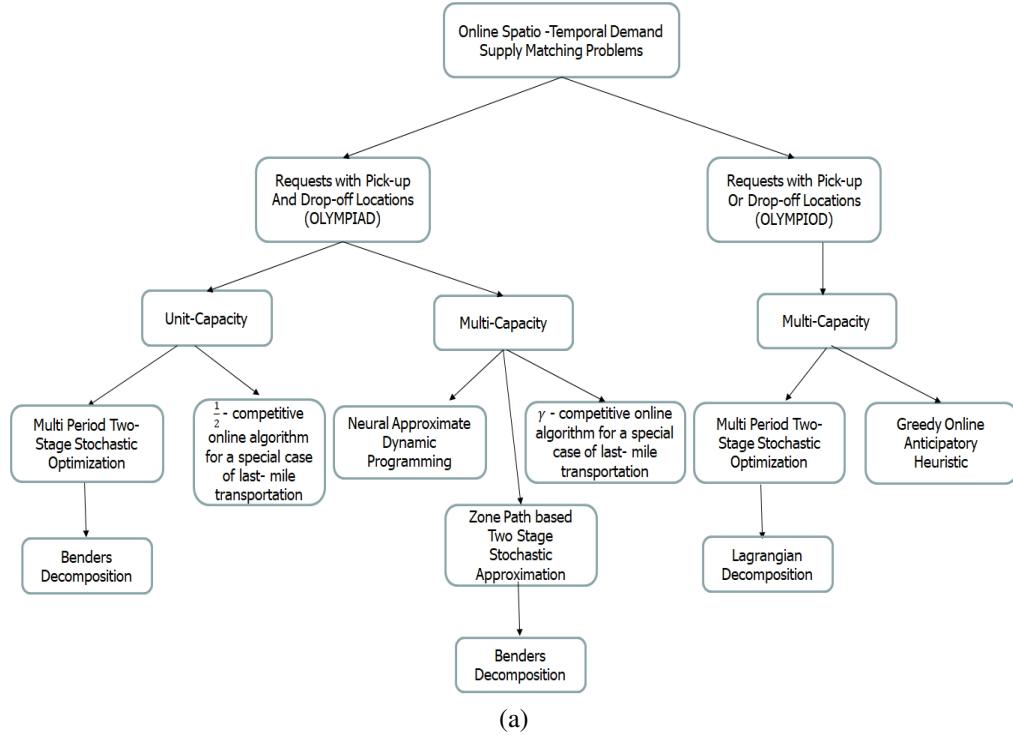 Online Spatio -Temporal Demand
Supply Matching Problems
Requests with Pick-up
And Drop-off Locations
(OLYMPIAD)
Requests with Pick-up
Or Drop-off Locations
(OLYMPIOD)
Unit-Capacity
Multi-Capacity
Multi-Capacity
Multi Period Two-
Stage Stochastic
Optimization
1/2 - competitive
online algorithm
for a special case
of last- mile
transportation
Neural Approximate
Dynamic
Programming
γ - competitive online
algorithm for a special
case of last- mile
transportation
Multi Period Two-
Stage Stochastic
Optimization
Greedy Online
Anticipatory
Heuristic
Benders
Decomposition
Zone Path based
Two Stage
Stochastic
Approximation
Lagrangian
Decomposition
Benders
Decomposition
(a)